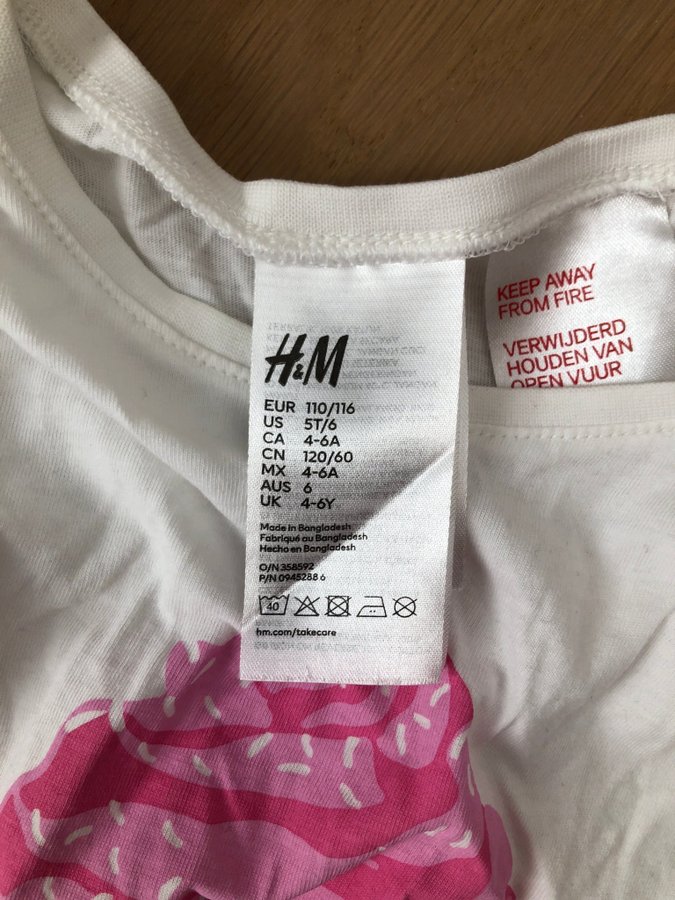 H&M
EUR 110/116
US 5T/6
CA 4-6A
CN 120/60
MX 4-6A
AUS 6
UK 4-6Y
Made in Bangladesh
Fabriqué au Bangladesh
Hecho en Bangladesh
O/N 358592
P/N 0945288 6
40
hm.com/takecare
KEEP AWAY
FROM FIRE
VERWIJDERD
HOUDEN VAN
OPEN VUUR